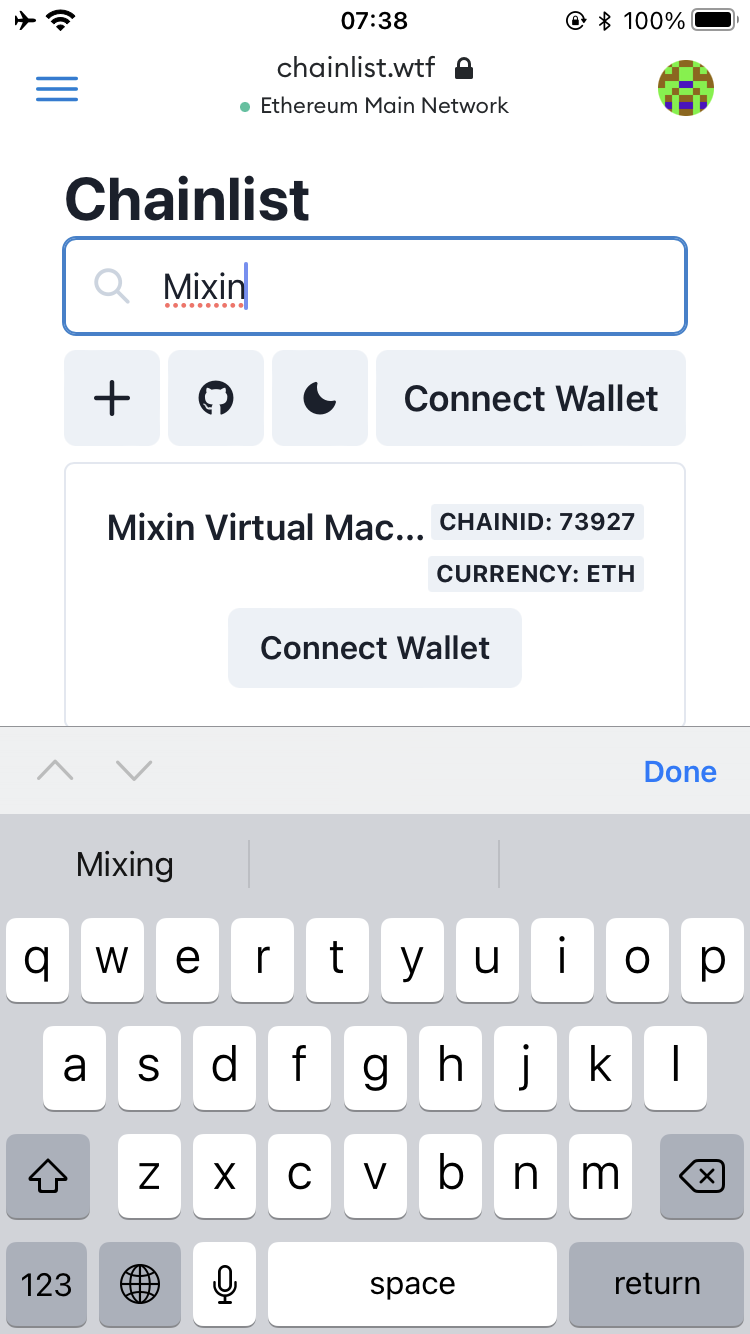 07:38
100%
chainlist.wtf
Ethereum Main Network
Chainlist
Mixin
Connect Wallet
Mixin Virtual Mac...
CHAINID: 73927
CURRENCY: ETH
Connect Wallet
Done
Mixing
q w e r t y u i o p
a s d f g h j k l
z x c v b n m
123 space return